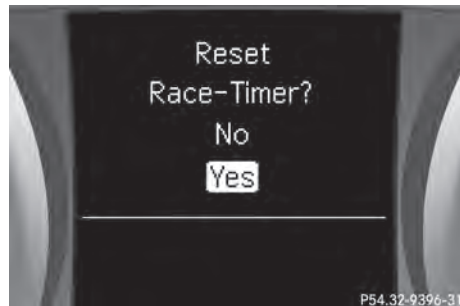 Reset
Race-Timer?
No
Yes
P54.32-9396-31